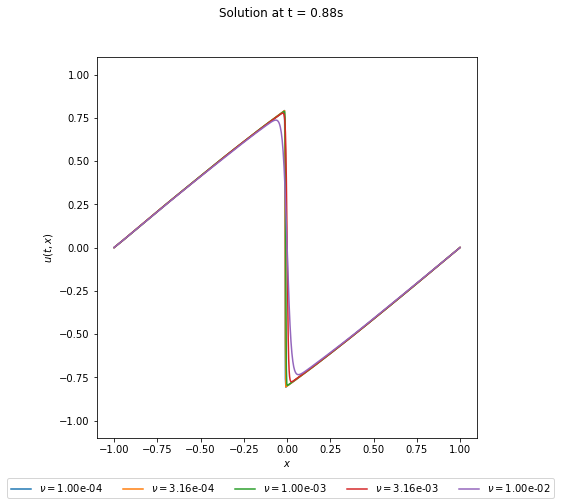 Solution at t = 0.88s
1.00
0.75
0.50
0.25
0.00
−0.25
−0.50
−0.75
−1.00
u(t, x)
−1.00 −0.75 −0.50 −0.25 0.00 0.25 0.50 0.75 1.00
x
ν = 1.00e-04 ν = 3.16e-04 ν = 1.00e-03 ν = 3.16e-03 ν = 1.00e-02